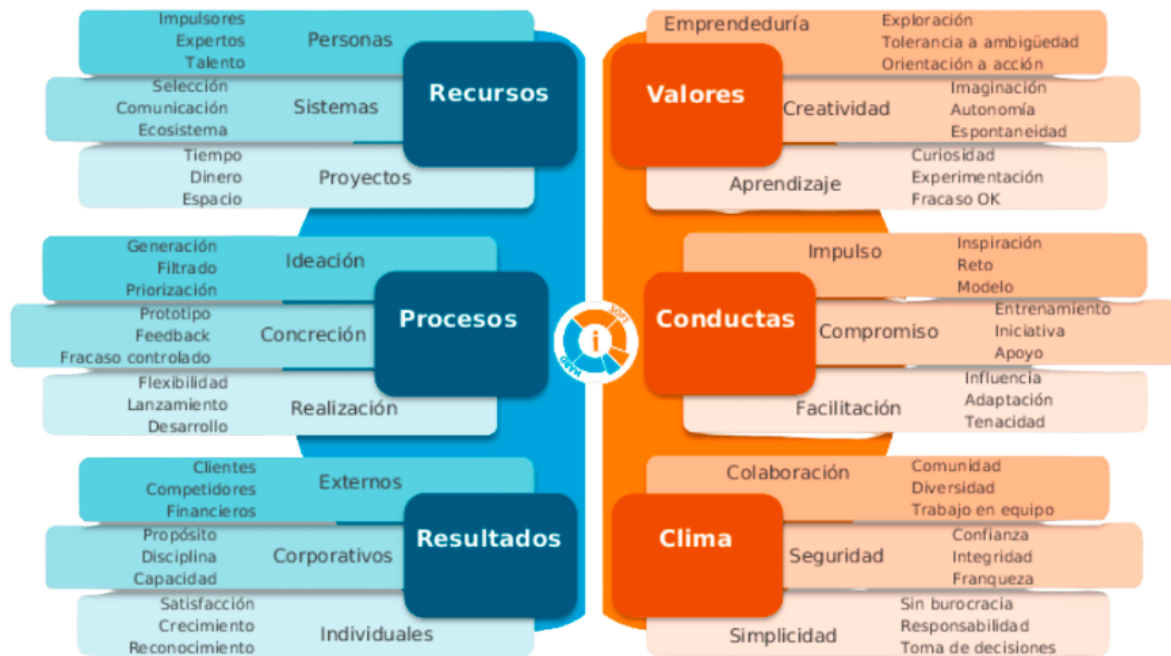 Recursos
Personas
Impulsores
Expertos
Talento
Sistemas
Selección
Comunicación
Ecosistema
Proyectos
Tiempo
Dinero
Espacio
Procesos
Ideación
Generación
Filtrado
Priorización
Concreción
Prototipo
Feedback
Fracaso controlado
Realización
Flexibilidad
Lanzamiento
Desarrollo
Resultados
Externos
Clientes
Competidores
Financieros
Corporativos
Propósito
Disciplina
Capacidad
Individuales
Satisfacción
Crecimiento
Reconocimiento
i
SOFT
HARD
Valores
Emprendeduría
Exploración
Tolerancia a ambigüedad
Orientación a acción
Creatividad
Imaginación
Autonomía
Espontaneidad
Aprendizaje
Curiosidad
Experimentación
Fracaso OK
Conductas
Impulso
Inspiración
Reto
Modelo
Compromiso
Entrenamiento
Iniciativa
Apoyo
Facilitación
Influencia
Adaptación
Tenacidad
Clima
Colaboración
Comunidad
Diversidad
Trabajo en equipo
Seguridad
Confianza
Integridad
Franqueza
Simplicidad
Sin burocracia
Responsabilidad
Toma de decisiones